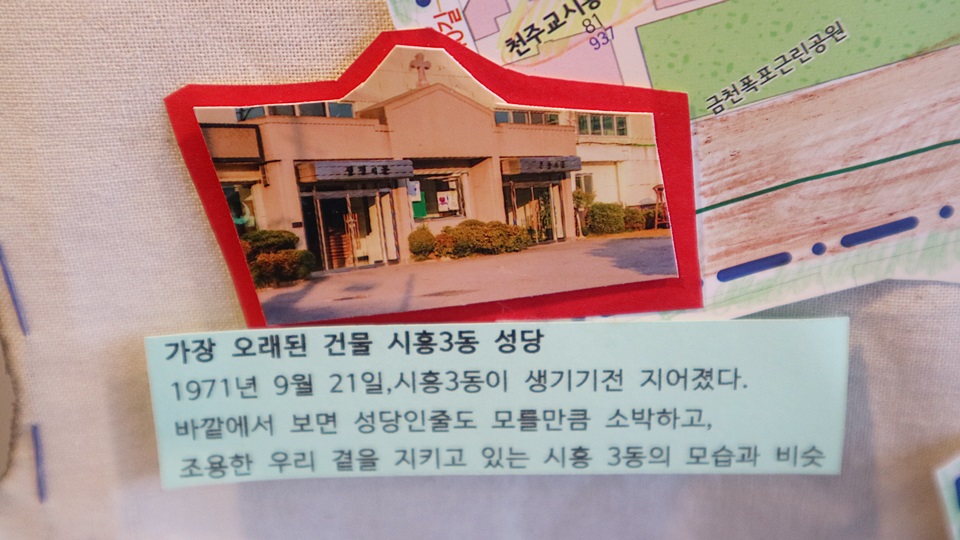 천주교시흥
81
937
금천폭포근린공원
가장 오래된 건물 시흥3동 성당
1971년 9월 21일,시흥3동이 생기기전 지어졌다.
바깥에서 보면 성당인줄도 모를만큼 소박하고,
조용한 우리 곁을 지키고 있는 시흥 3동의 모습과 비슷